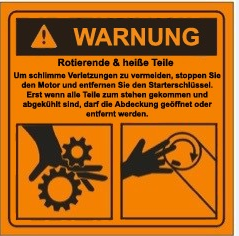 WARNUNG
Rotierende & heiße Teile
Um schlimme Verletzungen zu vermeiden, stoppen Sie
den Motor und entfernen Sie den Starterschlüssel.
Erst wenn alle Teile zum stehen gekommen und
abgekühlt sind, darf die Abdeckung geöffnet oder
entfernt werden.